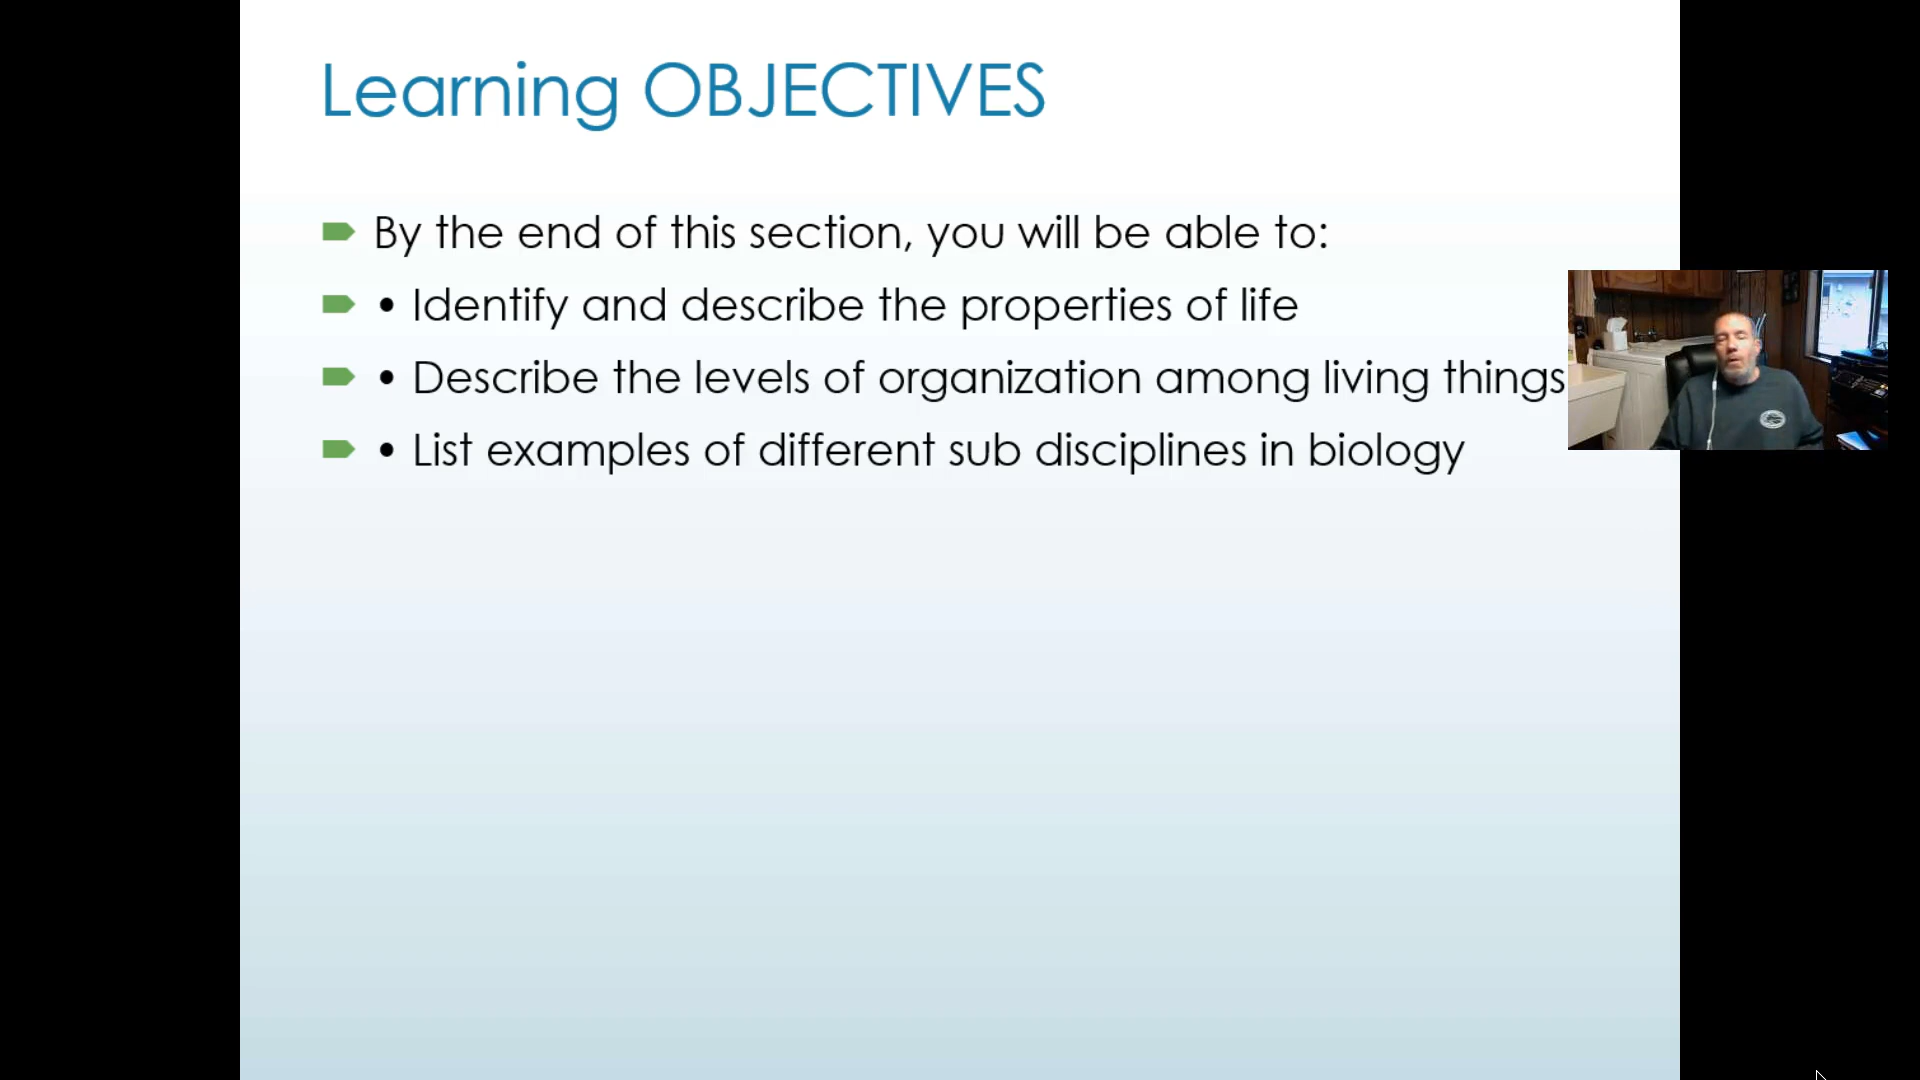 Learning OBJECTIVES
By the end of this section, you will be able to:
• Identify and describe the properties of life
• Describe the levels of organization among living things
• List examples of different sub disciplines in biology